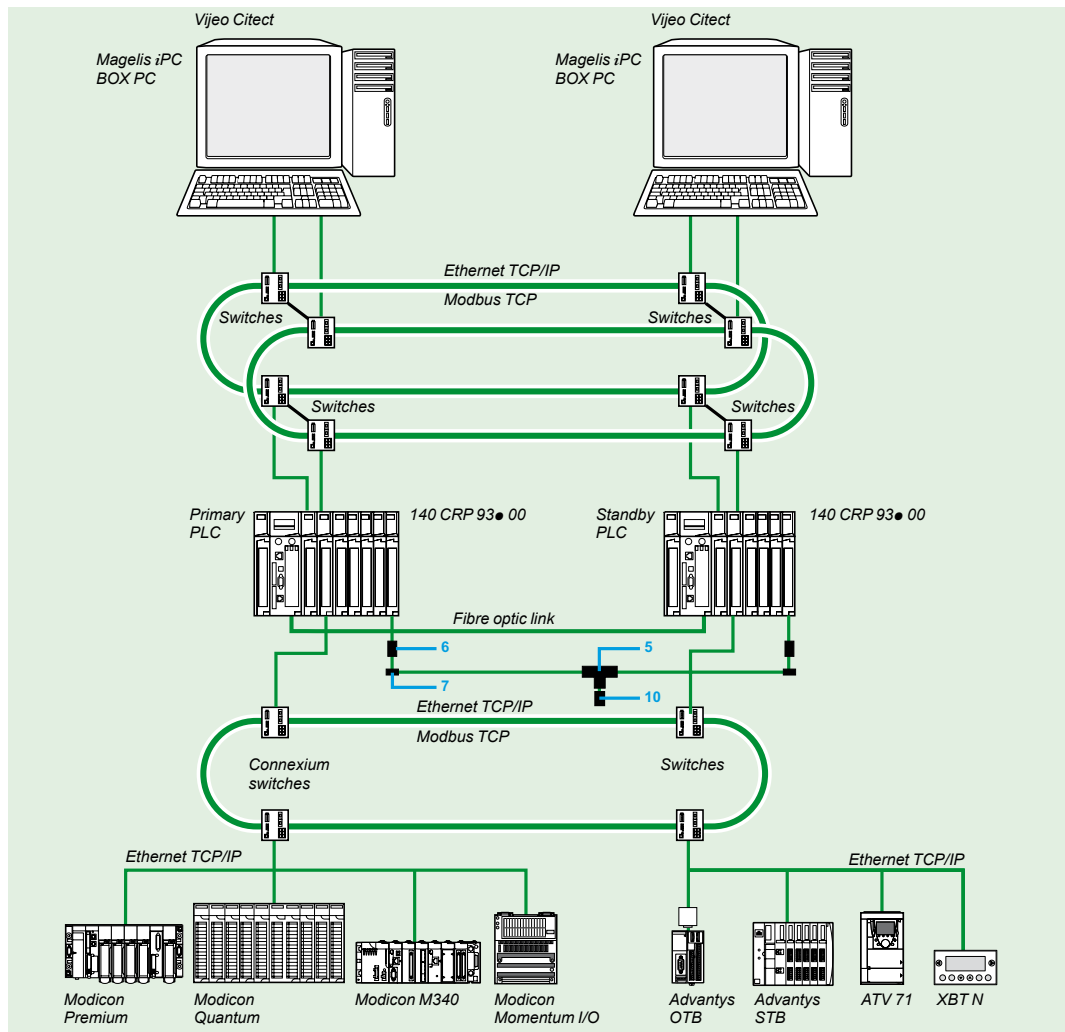 Vijeo Citect
Vijeo Citect
Magelis iPC
BOX PC
Magelis iPC
BOX PC
Ethernet TCP/IP
Modbus TCP
Switches
Switches
Switches
Switches
Primary
PLC
140 CRP 93● 00
Standby
PLC
140 CRP 93● 00
Fibre optic link
6
5
7
10
Ethernet TCP/IP
Modbus TCP
Connexium
switches
Switches
Ethernet TCP/IP
Ethernet TCP/IP
Modicon
Premium
Modicon
Quantum
Modicon M340
Modicon
Momentum I/O
Advantys
OTB
Advantys
STB
ATV 71
XBT N